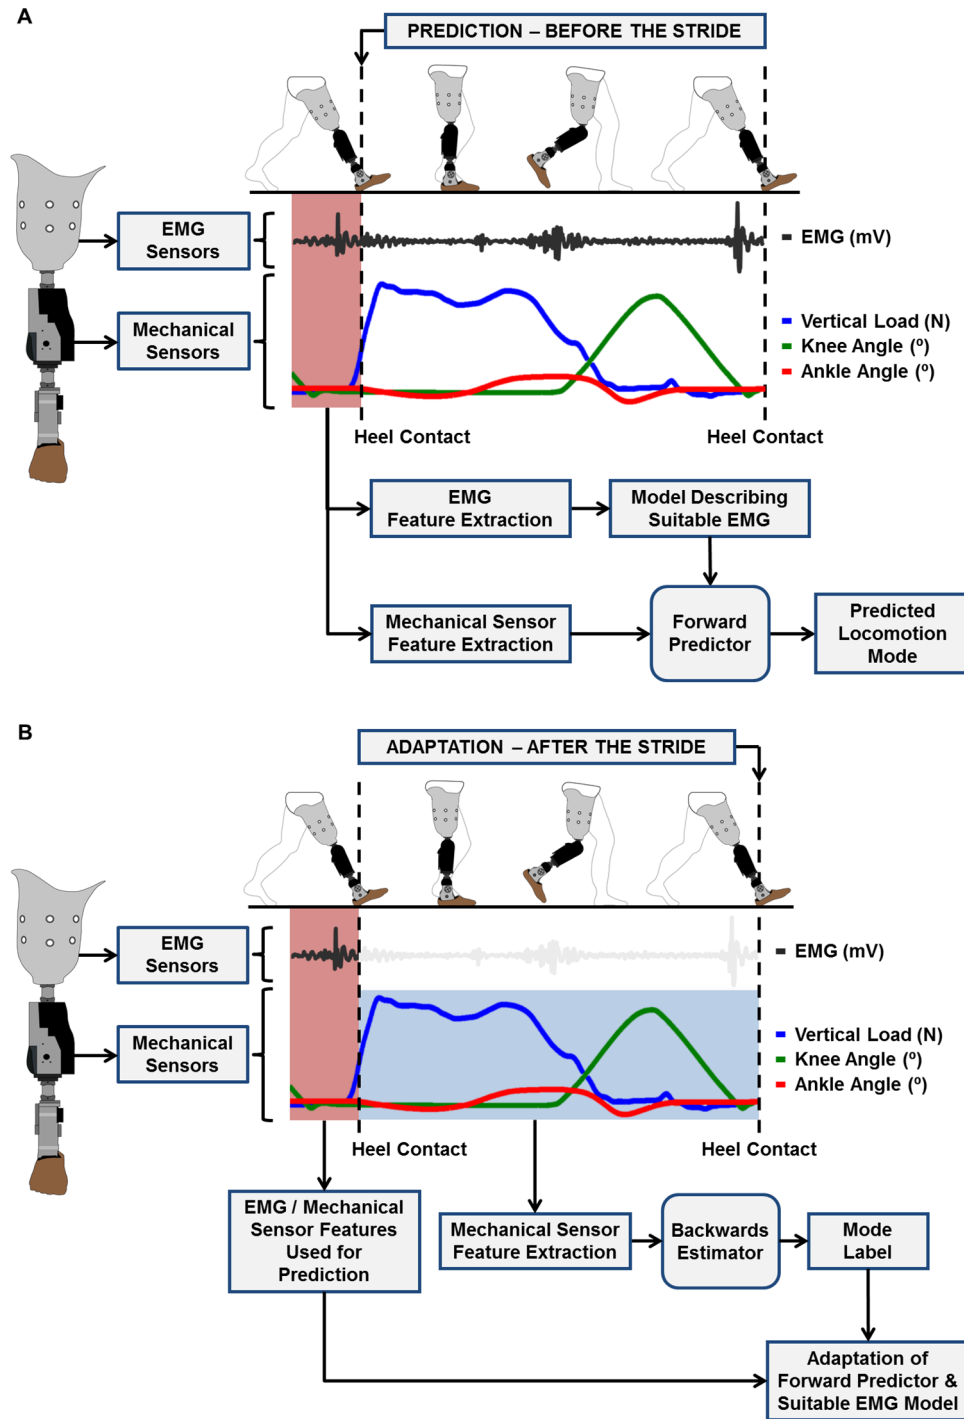 A
PREDICTION – BEFORE THE STRIDE
EMG
Sensors
EMG (mV)
Mechanical
Sensors
Vertical Load (N)
Knee Angle (º)
Ankle Angle (º)
Heel Contact
Heel Contact
EMG
Feature Extraction
Model Describing
Suitable EMG
Mechanical Sensor
Feature Extraction
Forward
Predictor
Predicted
Locomotion
Mode
B
ADAPTATION – AFTER THE STRIDE
EMG
Sensors
EMG (mV)
Mechanical
Sensors
Vertical Load (N)
Knee Angle (º)
Ankle Angle (º)
Heel Contact
Heel Contact
EMG / Mechanical
Sensor Features
Used for
Prediction
Mechanical Sensor
Feature Extraction
Backwards
Estimator
Mode
Label
Adaptation of
Forward Predictor &
Suitable EMG Model